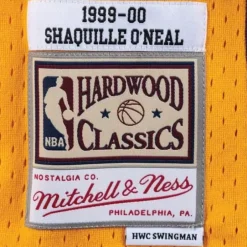 1999-00
SHAQUILLE O'NEAL
HARDWOOD
NBA
CLASSICS
NOSTALGIA CO.
Mitchell & Ness
PHILADELPHIA, PA.
HWC SWINGMAN